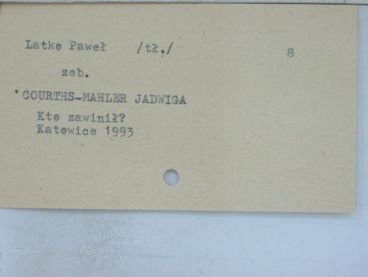 Latko Paweł /tł./ 8
zob.
COURTHS-MAHLER JADWIGA
Kto zawinił?
Katowice 1993